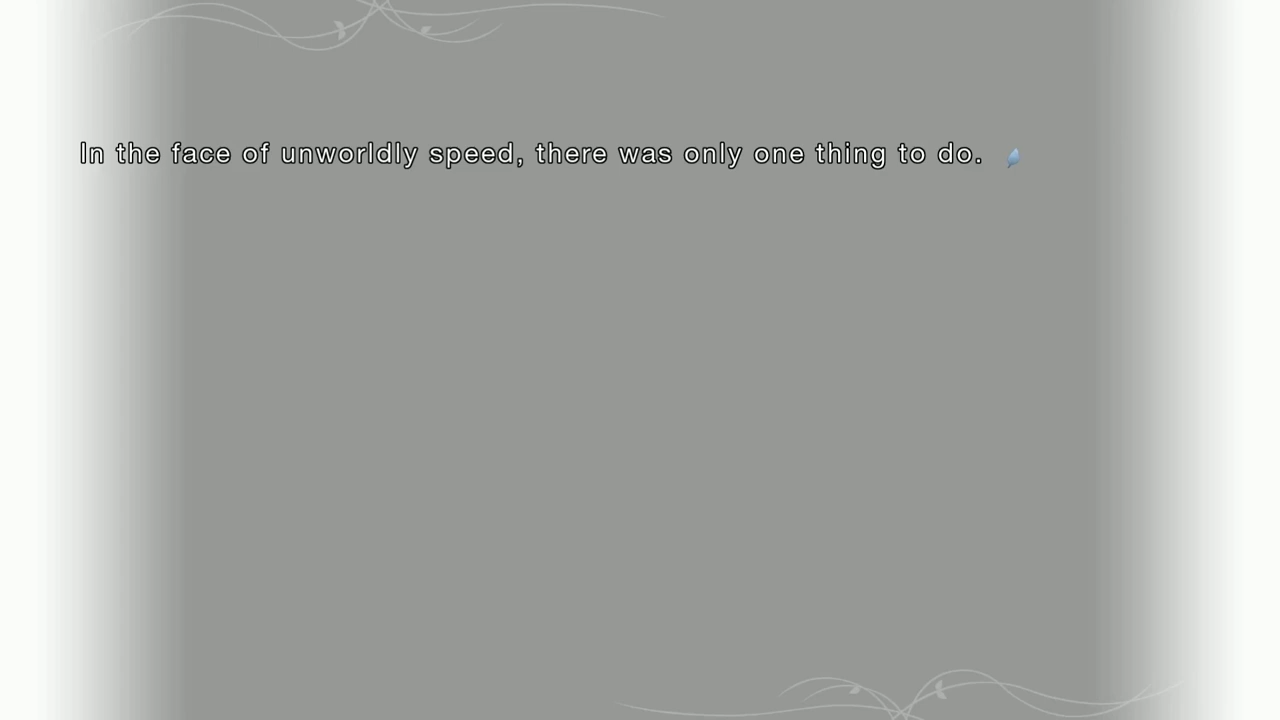 In the face of unworldly speed, there was only one thing to do.